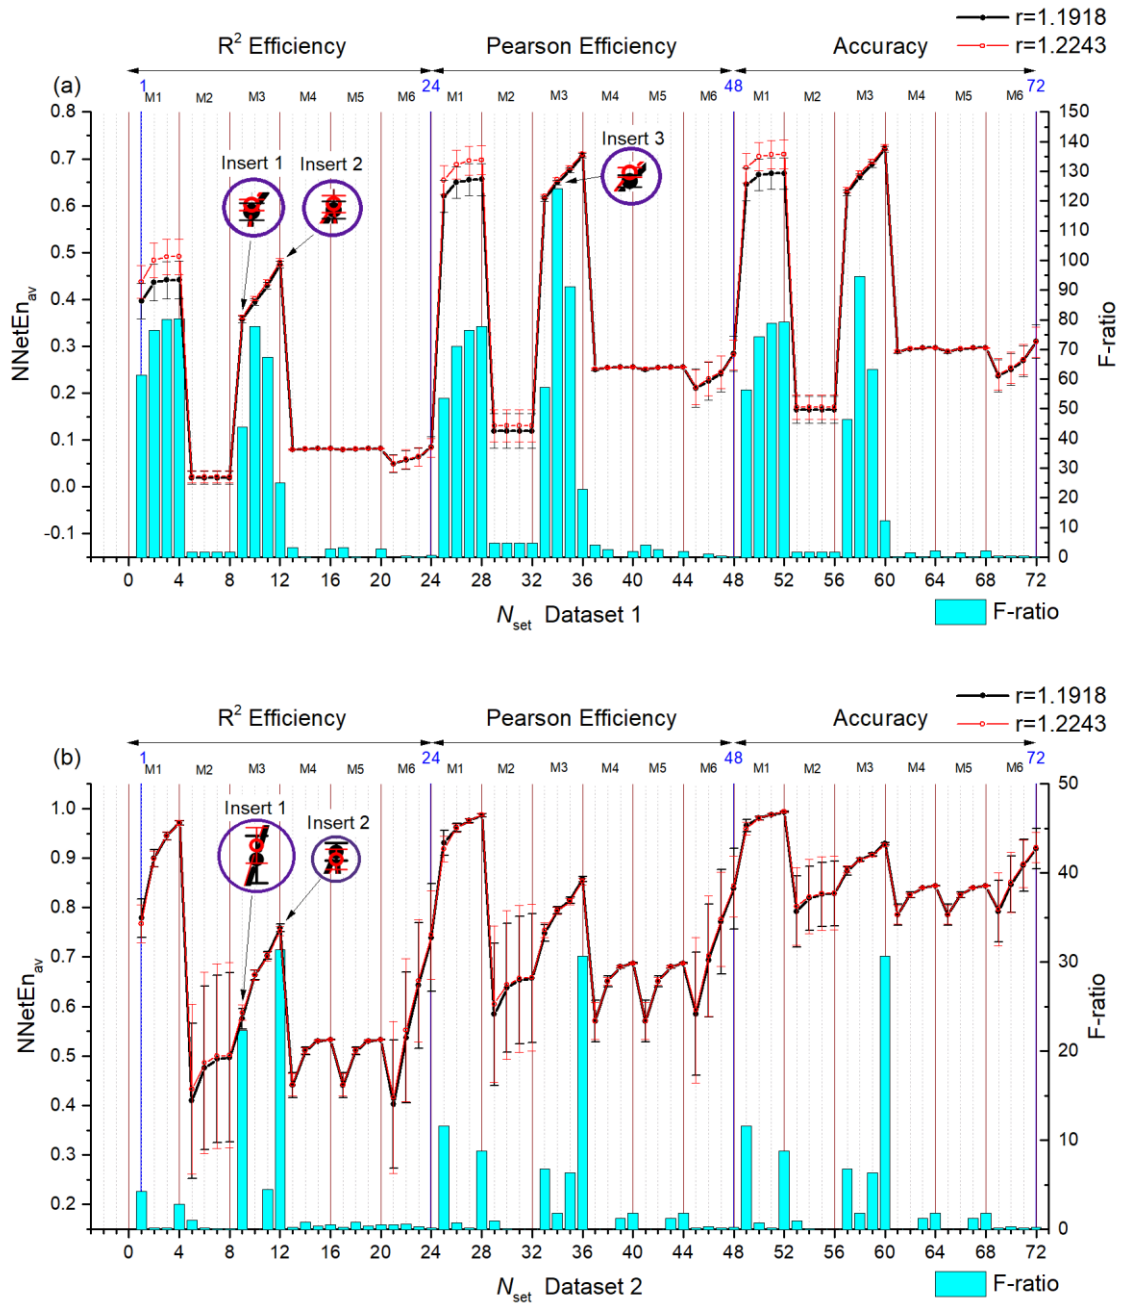 r=1.1918
r=1.2243
R² Efficiency Pearson Efficiency Accuracy
(a) 1 24 48 72
M1 M2 M3 M4 M5 M6 M1 M2 M3 M4 M5 M6 M1 M2 M3 M4 M5 M6
Insert 1 Insert 2 Insert 3
0.8 0.7 0.6 0.5 0.4 0.3 0.2 0.1 0.0 -0.1
NNetEn_av
150 140 130 120 110 100 90 80 70 60 50 40 30 20 10 0
F-ratio
0 4 8 12 16 20 24 28 32 36 40 44 48 52 56 60 64 68 72
N_set Dataset 1
F-ratio
r=1.1918
r=1.2243
R² Efficiency Pearson Efficiency Accuracy
(b) 1 24 48 72
M1 M2 M3 M4 M5 M6 M1 M2 M3 M4 M5 M6 M1 M2 M3 M4 M5 M6
Insert 1 Insert 2
1.0 0.9 0.8 0.7 0.6 0.5 0.4 0.3 0.2
NNetEn_av
50 40 30 20 10 0
F-ratio
0 4 8 12 16 20 24 28 32 36 40 44 48 52 56 60 64 68 72
N_set Dataset 2
F-ratio